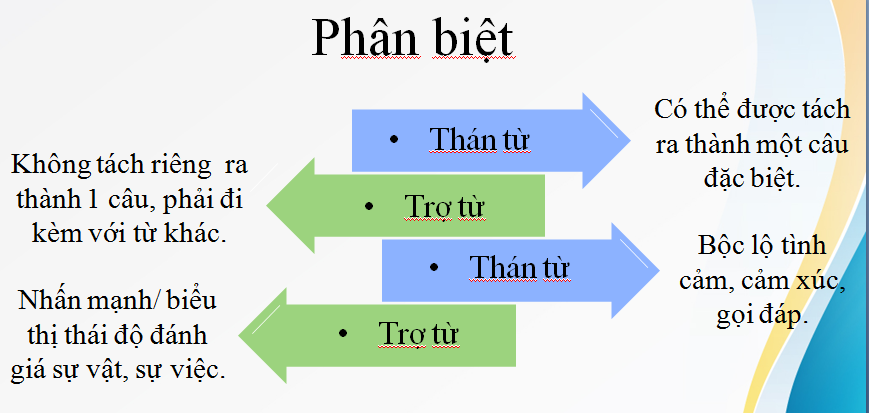 Phân biệt
• Thán từ
Có thể được tách
ra thành một câu
đặc biệt.
Không tách riêng ra
thành 1 câu, phải đi
kèm với từ khác.
• Trợ từ
• Thán từ
Bộc lộ tình
cảm, cảm xúc,
gọi đáp.
Nhấn mạnh/ biểu
thị thái độ đánh
giá sự vật, sự việc.
• Trợ từ